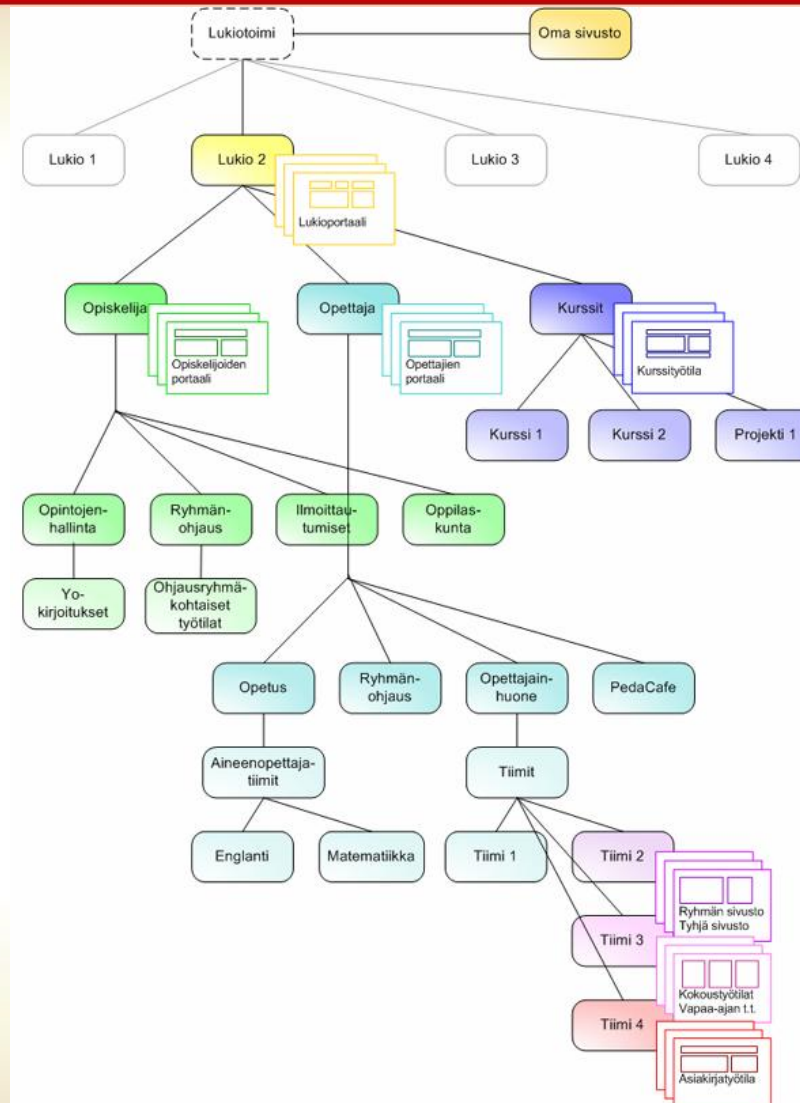 Lukiotoimi
Oma sivusto
Lukio 1
Lukio 2
Lukio 3
Lukio 4
Lukioportaali
Opiskelija
Opettaja
Kurssit
Opiskelijoiden
portaali
Opettajien
portaali
Kurssityötila
Kurssi 1
Kurssi 2
Projekti 1
Opintojen-
hallinta
Ryhmän-
ohjaus
Ilmoittau-
tumiset
Oppilas-
kunta
Yo-
kirjoitukset
Ohjausryhmä-
kohtaiset
työtilat
Opetus
Ryhmän-
ohjaus
Opettajain-
huone
PedaCafe
Aineenopettaja-
tiimit
Tiimit
Englanti
Matematiikka
Tiimi 1
Tiimi 2
Ryhmän sivusto
Tyhjä sivusto
Tiimi 3
Kokoustyötilat
Vapaa-ajan t.t.
Tiimi 4
Asiakirjatyötila